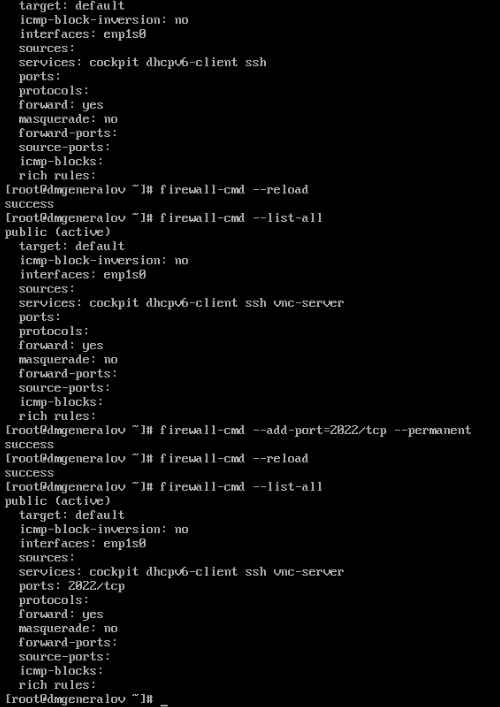 target: default
icmp-block-inversion: no
interfaces: enp1s0
sources:
services: cockpit dhcpv6-client ssh
ports:
protocols:
forward: yes
masquerade: no
forward-ports:
source-ports:
icmp-blocks:
rich rules:
[root@dmgeneralov ~]# firewall-cmd --reload
success
[root@dmgeneralov ~]# firewall-cmd --list-all
public (active)
target: default
icmp-block-inversion: no
interfaces: enp1s0
sources:
services: cockpit dhcpv6-client ssh vnc-server
ports:
protocols:
forward: yes
masquerade: no
forward-ports:
source-ports:
icmp-blocks:
rich rules:
[root@dmgeneralov ~]# firewall-cmd --add-port=2022/tcp --permanent
success
[root@dmgeneralov ~]# firewall-cmd --reload
success
[root@dmgeneralov ~]# firewall-cmd --list-all
public (active)
target: default
icmp-block-inversion: no
interfaces: enp1s0
sources:
services: cockpit dhcpv6-client ssh vnc-server
ports: 2022/tcp
protocols:
forward: yes
masquerade: no
forward-ports:
source-ports:
icmp-blocks:
rich rules:
[root@dmgeneralov ~]# _